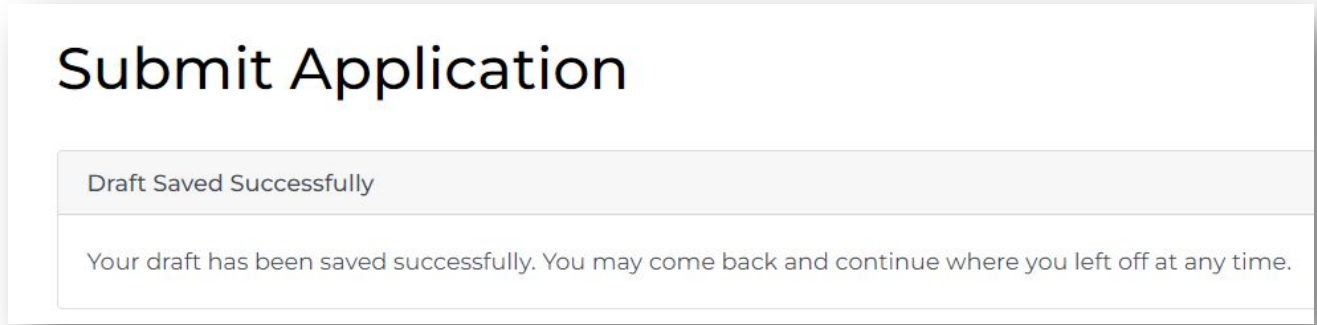 Submit Application
Draft Saved Successfully
Your draft has been saved successfully. You may come back and continue where you left off at any time.